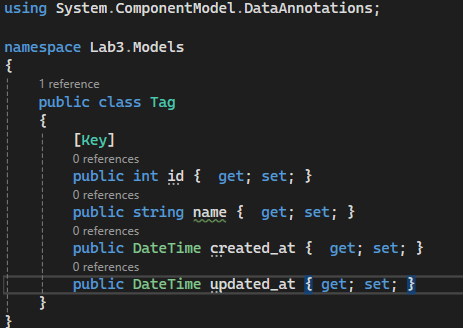 using System.ComponentModel.DataAnnotations;
namespace Lab3.Models
{
1 reference
public class Tag
{
[Key]
0 references
public int id {  get; set; }
0 references
public string name {  get; set; }
0 references
public DateTime created_at {  get; set; }
0 references
public DateTime updated_at { get; set; }
}
}